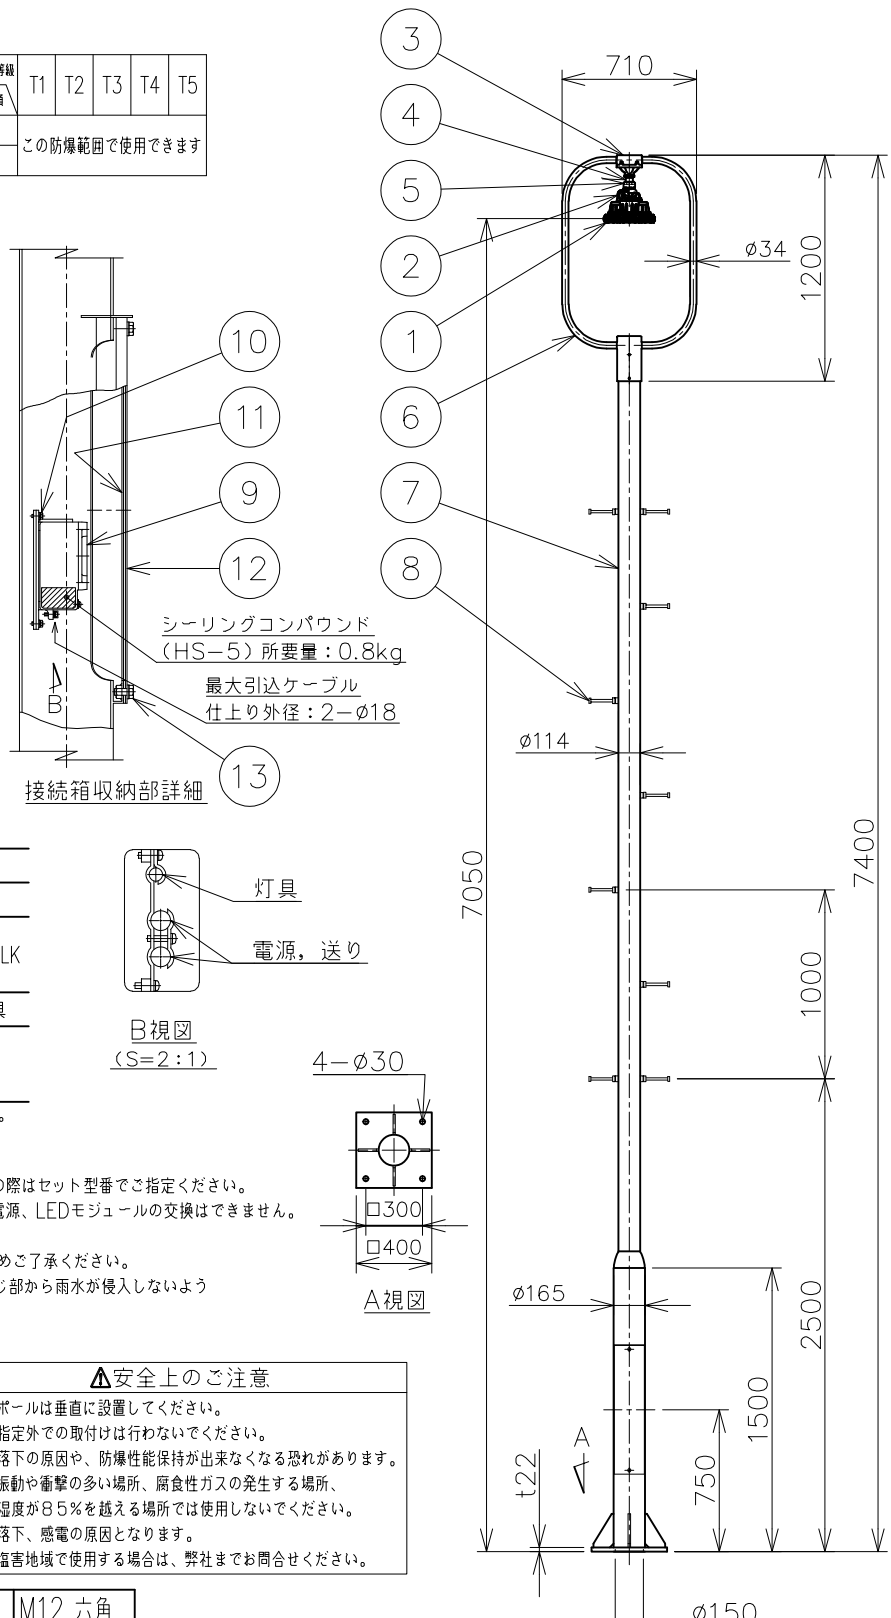 等級
T1 T2 T3 T4 T5
この防爆範囲で使用できます
3
4
5
2
1
6
7
8
710
1200
ø34
7050
7400
ø114
1000
2500
ø165
1500
750
t22
A
ø150
10
11
9
12
シーリングコンパウンド
(HS−5)所要量：0.8kg
最大引込ケーブル
仕上り外径：2−ø18
B
13
接続箱収納部詳細
灯具
電源，送り
B視図
(S=2:1)
LK
4−ø30
□300
□400
A視図
の際はセット型番でご指定ください。
電源、LEDモジュールの交換はできません。
めご了承ください。
じ部から雨水が侵入しないよう
⚠安全上のご注意
ポールは垂直に設置してください。
指定外での取付けは行わないでください。
落下の原因や、防爆性能保持が出来なくなる恐れがあります。
振動や衝撃の多い場所、腐食性ガスの発生する場所、
湿度が85%を越える場所では使用しないでください。
落下、感電の原因となります。
塩害地域で使用する場合は、弊社までお問合せください。
M12 六角